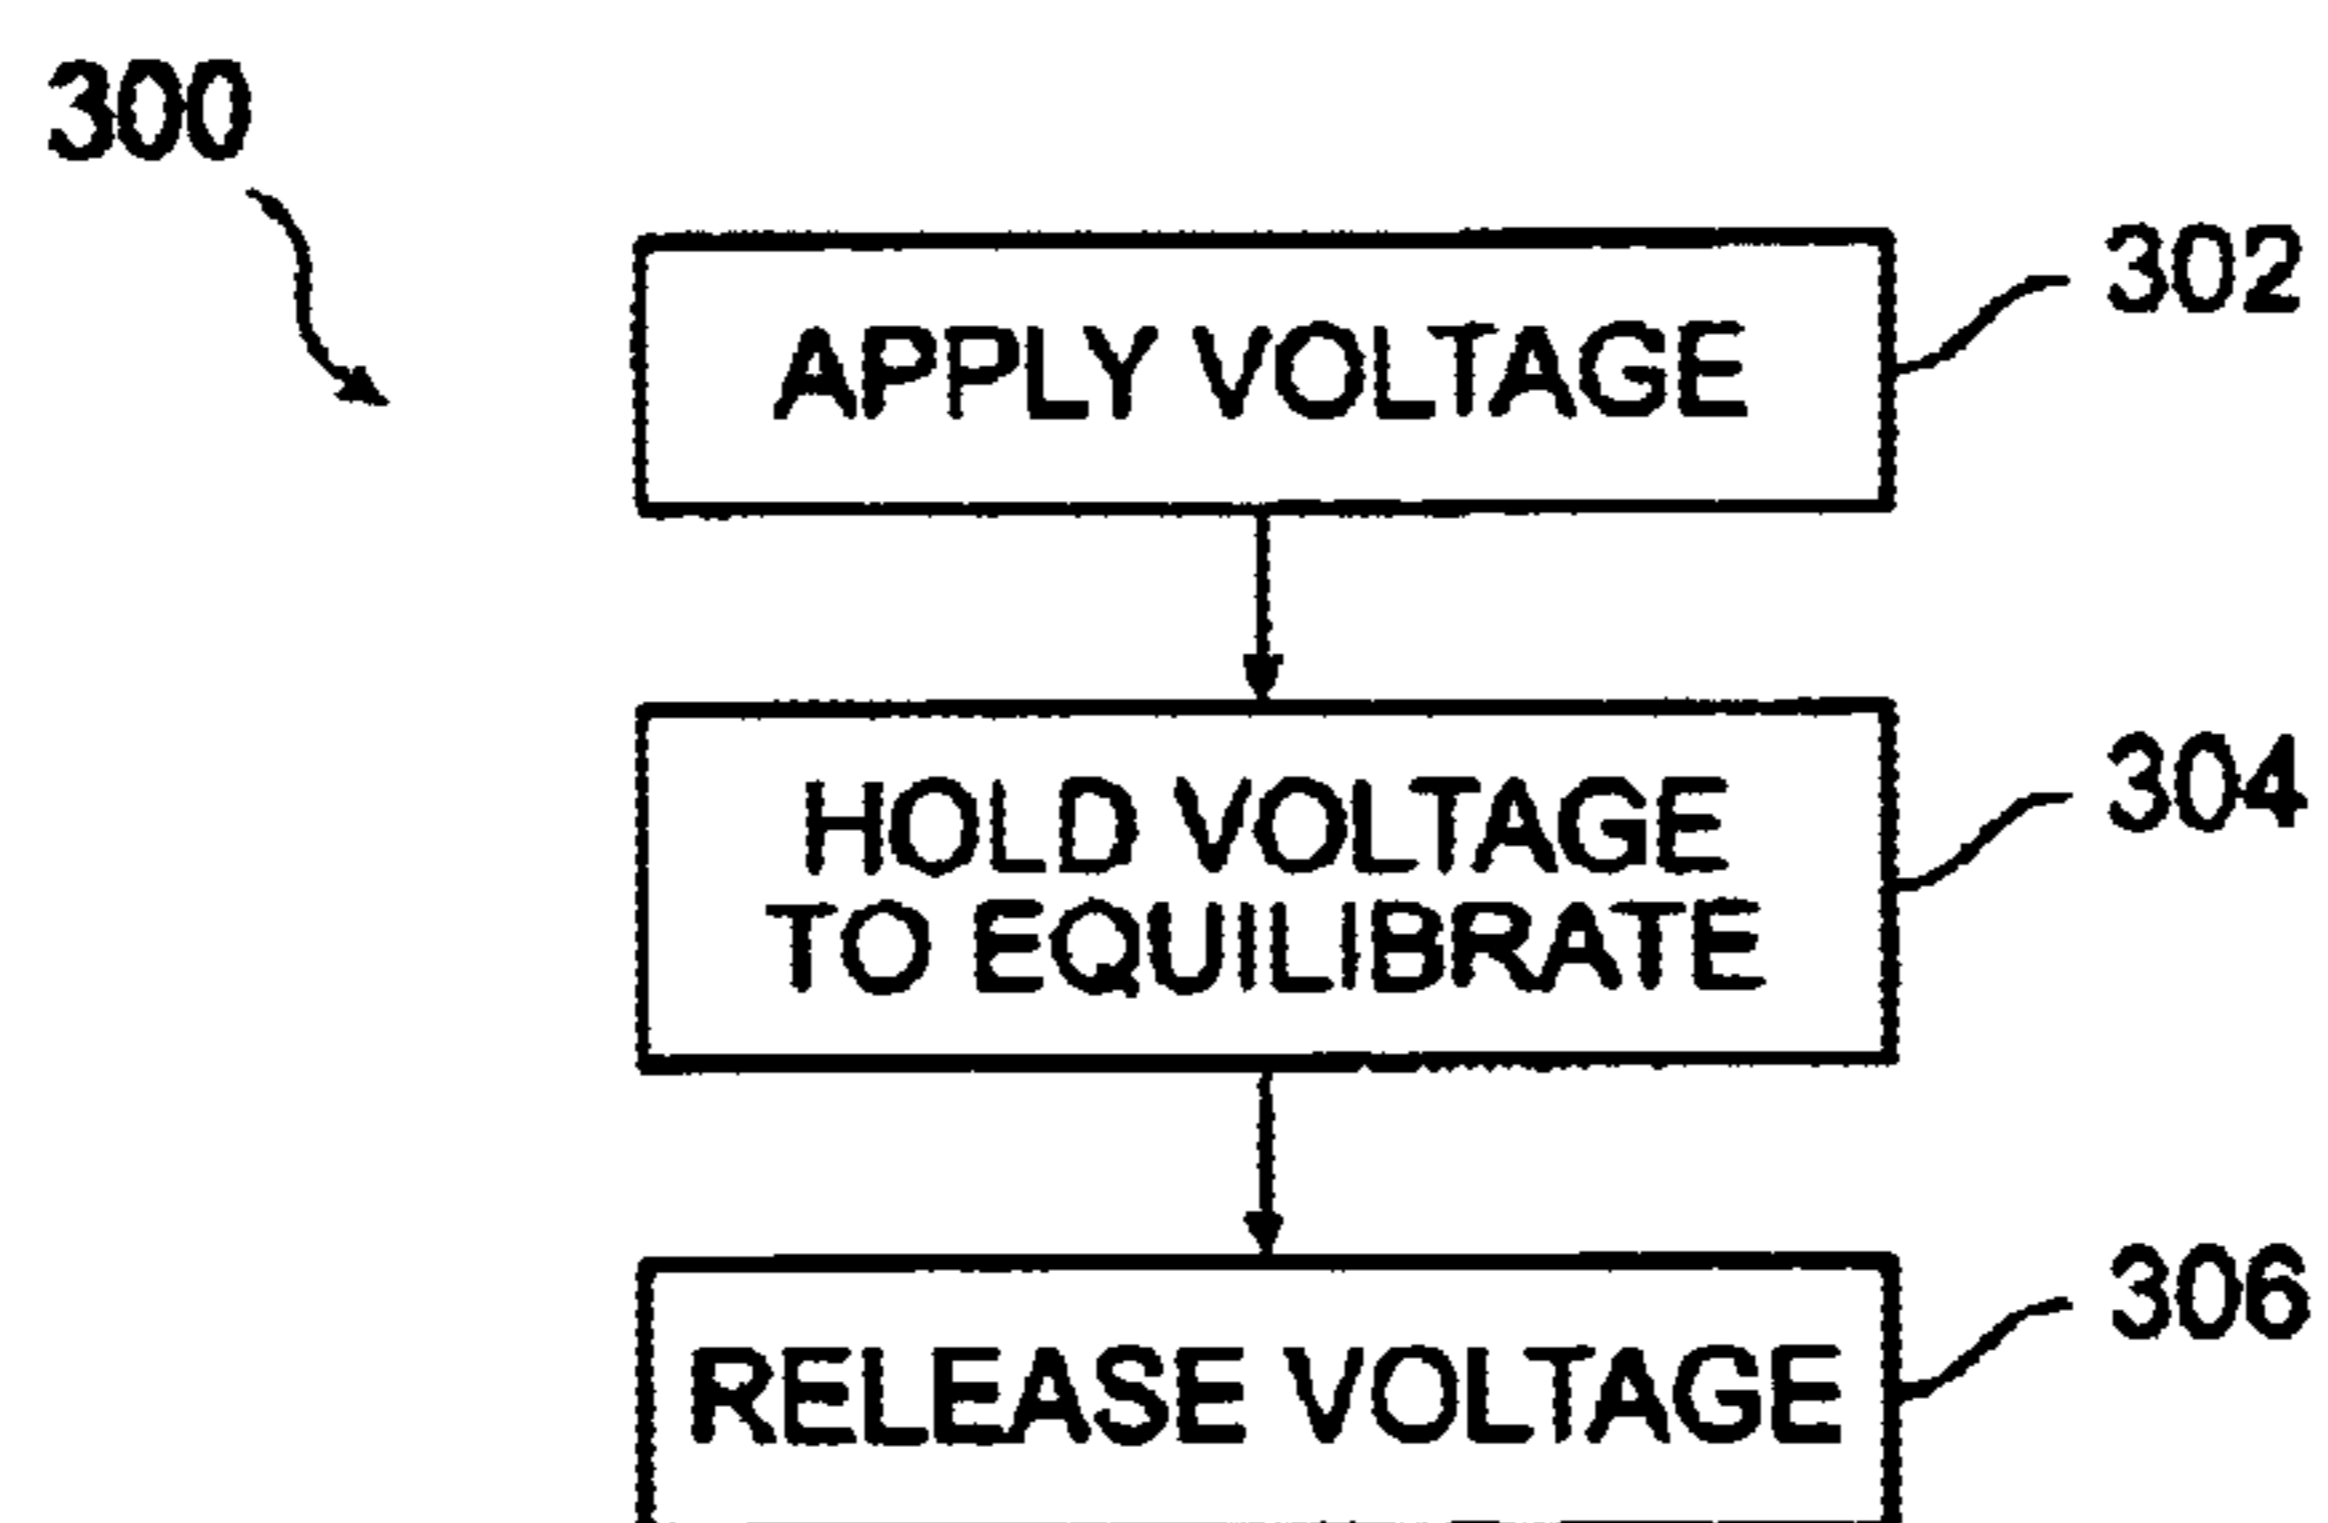 300
APPLY VOLTAGE
302
HOLD VOLTAGE
TO EQUILIBRATE
304
RELEASE VOLTAGE
306